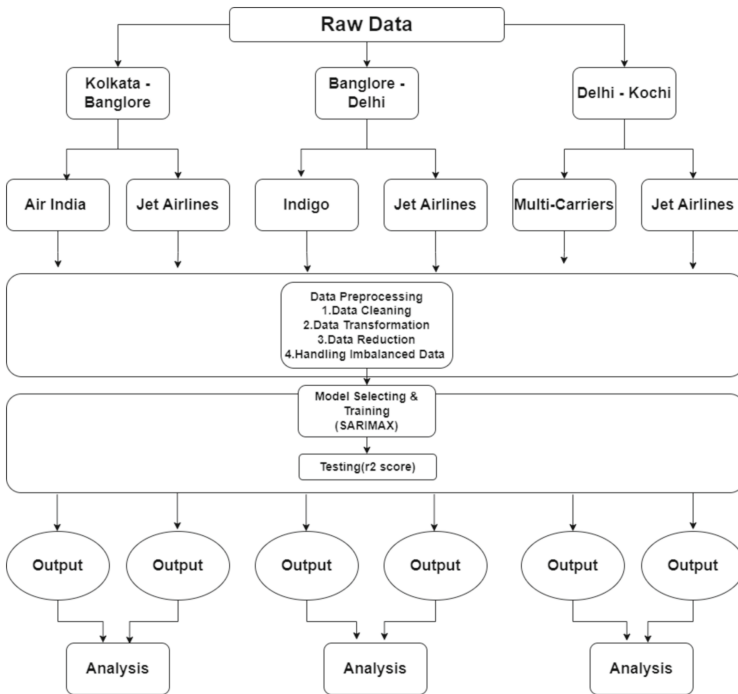 Raw Data
Kolkata -
Banglore
Banglore -
Delhi
Delhi - Kochi
Air India
Jet Airlines
Indigo
Jet Airlines
Multi-Carriers
Jet Airlines
Data Preprocessing
1.Data Cleaning
2.Data Transformation
3.Data Reduction
4.Handling Imbalanced Data
Model Selecting &
Training
(SARIMAX)
Testing(r2 score)
Output
Output
Output
Output
Output
Output
Analysis
Analysis
Analysis